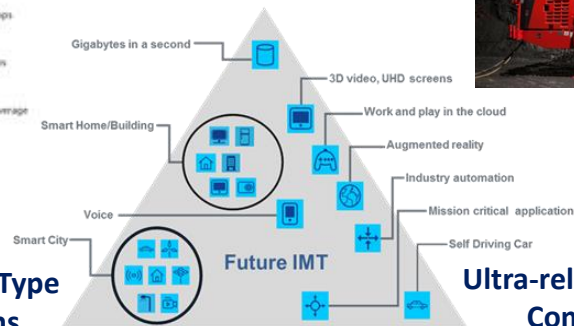 Gigabytes in a second
3D video, UHD screens
Smart Home/Building
Work and play in the cloud
Augmented reality
Industry automation
Voice
Mission critical application
Smart City
Self Driving Car
Future IMT
Type
Ultra-rel
Con